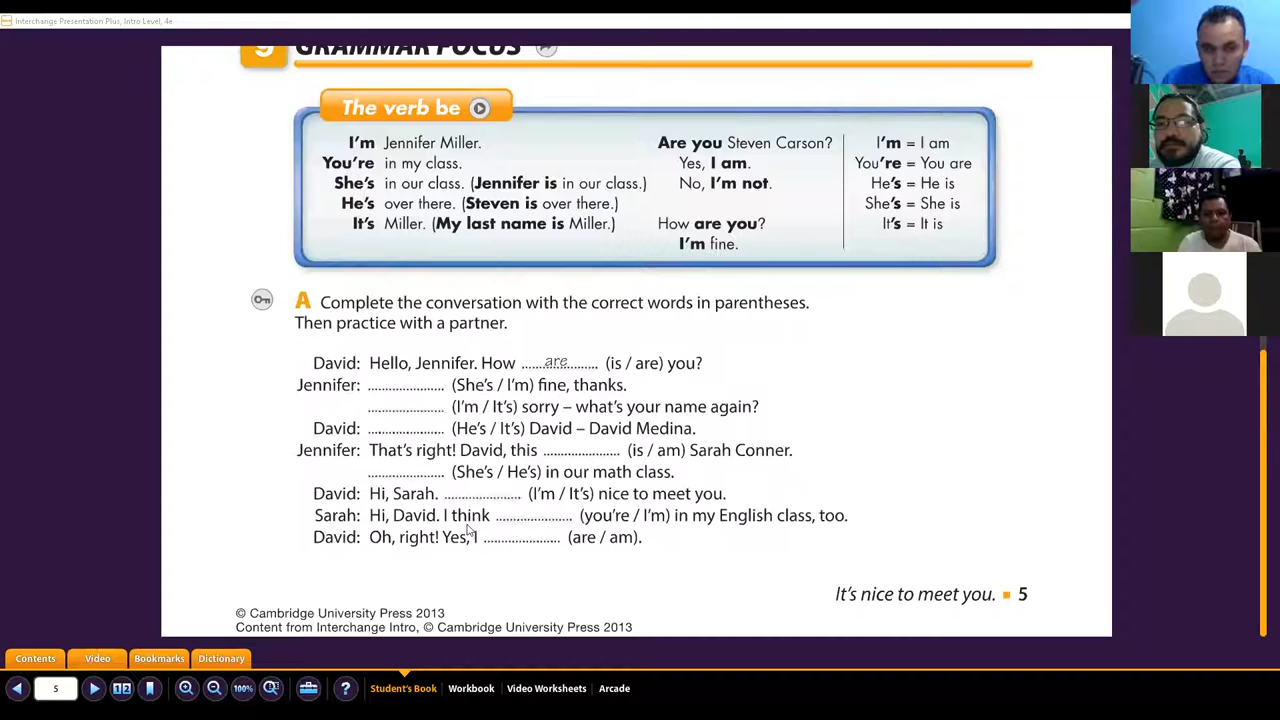 Interchange Presentation Plus, Intro Level, 4e
9 GRAMMAR FOCUS
The verb be
I'm Jennifer Miller.
You're in my class.
She's in our class. (Jennifer is in our class.)
He's over there. (Steven is over there.)
It's Miller. (My last name is Miller.)
Are you Steven Carson?
Yes, I am.
No, I'm not.
How are you?
I'm fine.
I'm = I am
You're = You are
He's = He is
She's = She is
It's = It is
A Complete the conversation with the correct words in parentheses.
Then practice with a partner.
David: Hello, Jennifer. How ......are......... (is / are) you?
Jennifer: ...................... (She's / I'm) fine, thanks.
...................... (I'm / It's) sorry – what's your name again?
David: ...................... (He's / It's) David – David Medina.
Jennifer: That's right! David, this ...................... (is / am) Sarah Conner.
...................... (She's / He's) in our math class.
David: Hi, Sarah. ...................... (I'm / It's) nice to meet you.
Sarah: Hi, David. I think ...................... (you're / I'm) in my English class, too.
David: Oh, right! Yes, I ...................... (are / am).
It's nice to meet you. ■ 5
© Cambridge University Press 2013
Content from Interchange Intro, © Cambridge University Press 2013
Contents Video Bookmarks Dictionary
5 1 2 100% ? Student's Book Workbook Video Worksheets Arcade